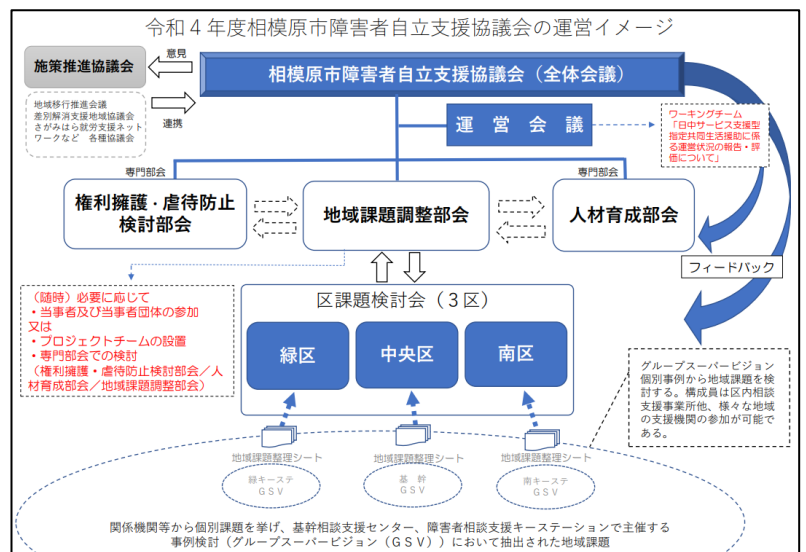 令和４年度相模原市障害者自立支援協議会の運営イメージ
施策推進協議会
意見
相模原市障害者自立支援協議会（全体会議）
地域移行推進会議
差別解消支援地域協議会
さがみはら就労支援ネット
ワークなど　各種協議会
連携
運 営 会 議
ワーキングチーム
「日中サービス支援型
指定共同生活援助に係
る運営状況の報告・評
価について」
専門部会
権利擁護・虐待防止
検討部会
地域課題調整部会
専門部会
人材育成部会
フィードバック
（随時）必要に応じて
・当事者及び当事者団体の参加
又は
・プロジェクトチームの設置
・専門部会での検討
（権利擁護・虐待防止検討部会／人
材育成部会／地域課題調整部会）
区課題検討会（３区）
緑区
中央区
南区
グループスーパービジョン
個別事例から地域課題を検
討する。構成員は区内相談
支援事業所他、様々な地域
の支援機関の参加が可能で
ある。
地域課題整理シート
地域課題整理シート
地域課題整理シート
緑キーステ
ＧＳＶ
基　幹
ＧＳＶ
南キーステ
ＧＳＶ
関係機関等から個別課題を挙げ、基幹相談支援センター、障害者相談支援キーステーションで主催する
事例検討（グループスーパービジョン（ＧＳＶ））において抽出された地域課題